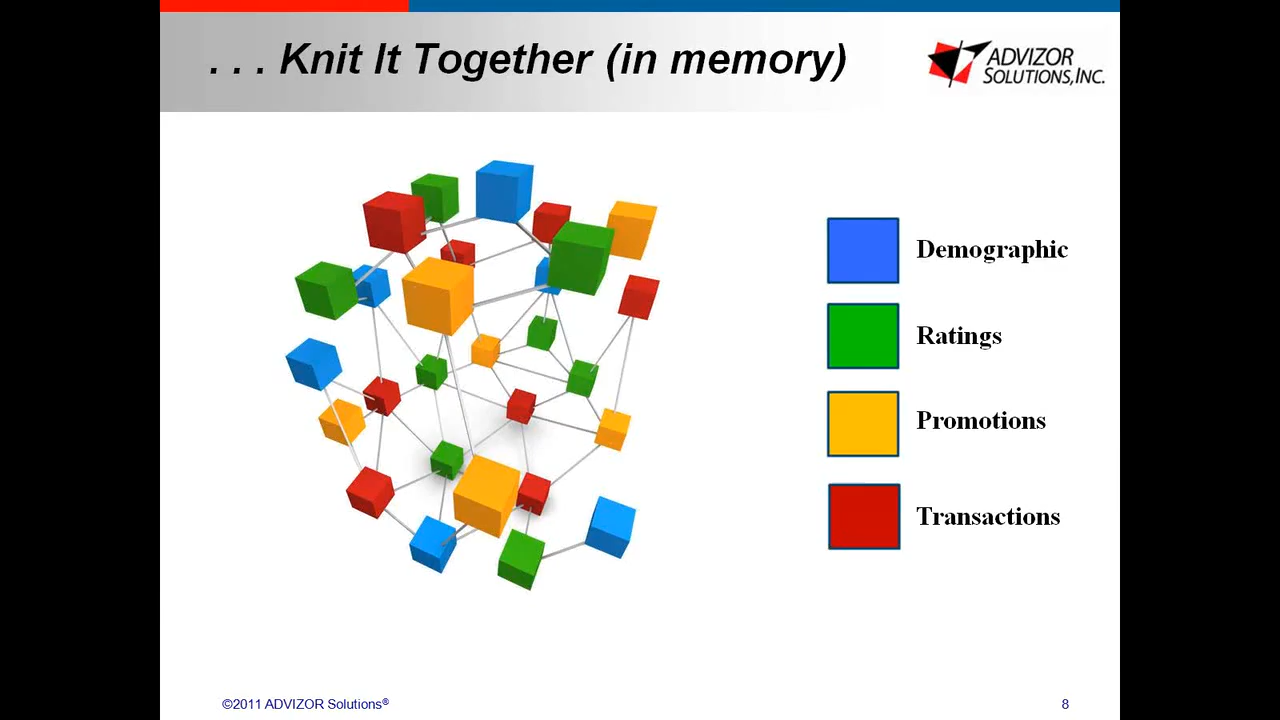 . . . Knit It Together (in memory)
ADVIZOR
SOLUTIONS, INC.
Demographic
Ratings
Promotions
Transactions
©2011 ADVIZOR Solutions®
8